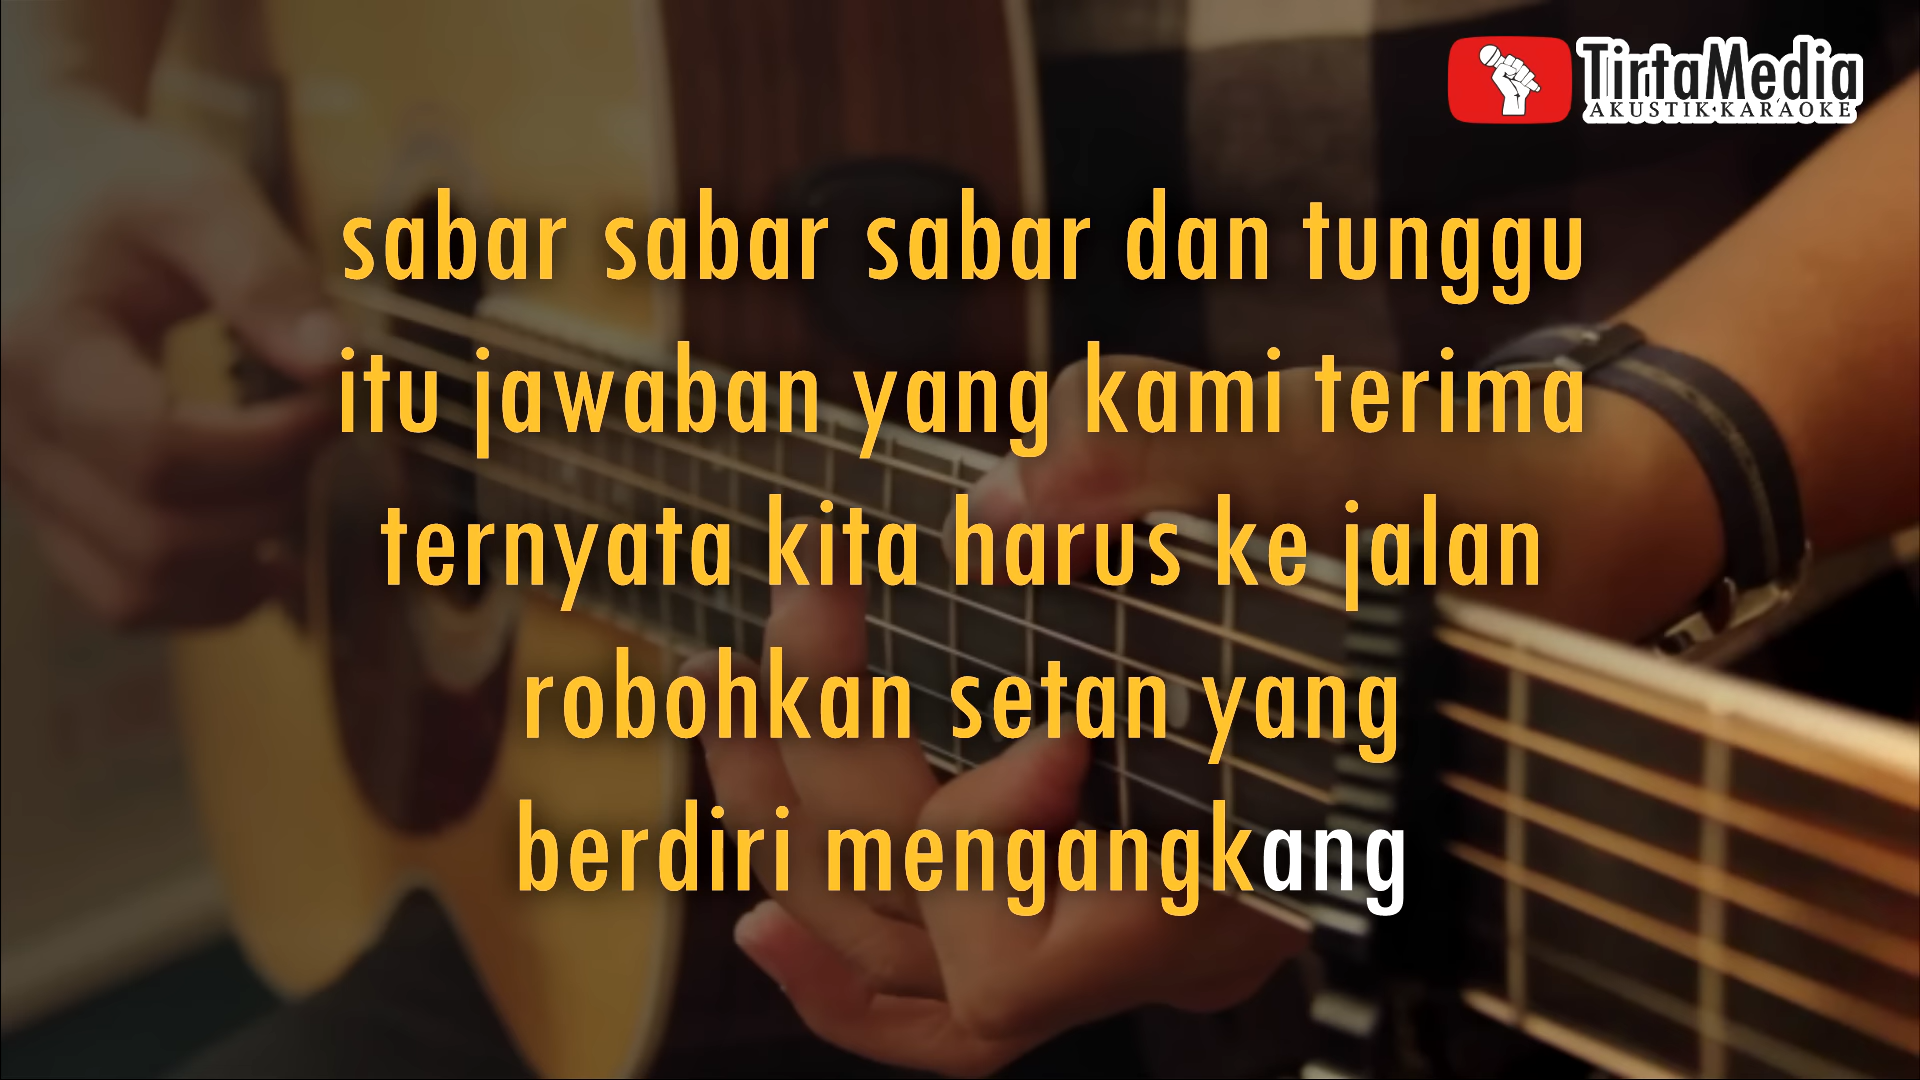 TirtaMedia
AKUSTIK KARAOKE
sabar sabar sabar dan tunggu
itu jawaban yang kami terima
ternyata kita harus ke jalan
robohkan setan yang
berdiri mengangkang